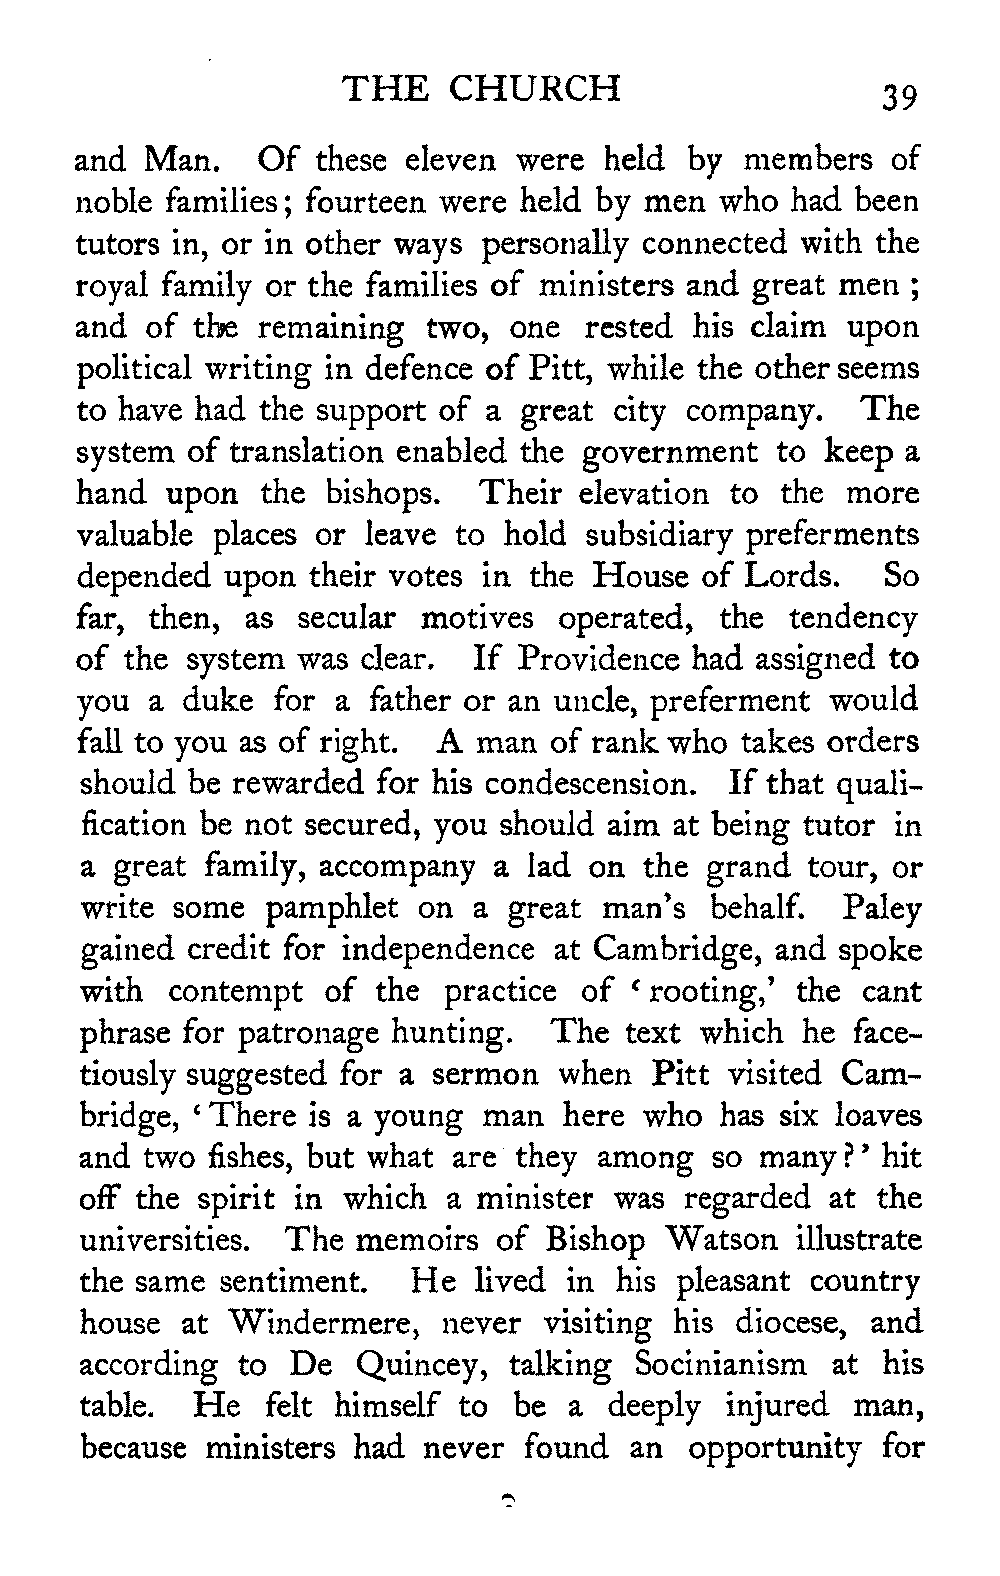 THE CHURCH 39
and Man. Of these eleven were held by members of
noble families; fourteen were held by men who had been
tutors in, or in other ways personally connected with the
royal family or the families of ministers and great men ;
and of the remaining two, one rested his claim upon
political writing in defence of Pitt, while the other seems
to have had the support of a great city company. The
system of translation enabled the government to keep a
hand upon the bishops. Their elevation to the more
valuable places or leave to hold subsidiary preferments
depended upon their votes in the House of Lords. So
far, then, as secular motives operated, the tendency
of the system was clear. If Providence had assigned to
you a duke for a father or an uncle, preferment would
fall to you as of right. A man of rank who takes orders
should be rewarded for his condescension. If that quali-
fication be not secured, you should aim at being tutor in
a great family, accompany a lad on the grand tour, or
write some pamphlet on a great man's behalf. Paley
gained credit for independence at Cambridge, and spoke
with contempt of the practice of ‘ rooting,’ the cant
phrase for patronage hunting. The text which he face-
tiously suggested for a sermon when Pitt visited Cam-
bridge, ‘ There is a young man here who has six loaves
and two fishes, but what are they among so many ? ’ hit
off the spirit in which a minister was regarded at the
universities. The memoirs of Bishop Watson illustrate
the same sentiment. He lived in his pleasant country
house at Windermere, never visiting his diocese, and
according to De Quincey, talking Socinianism at his
table. He felt himself to be a deeply injured man,
because ministers had never found an opportunity for